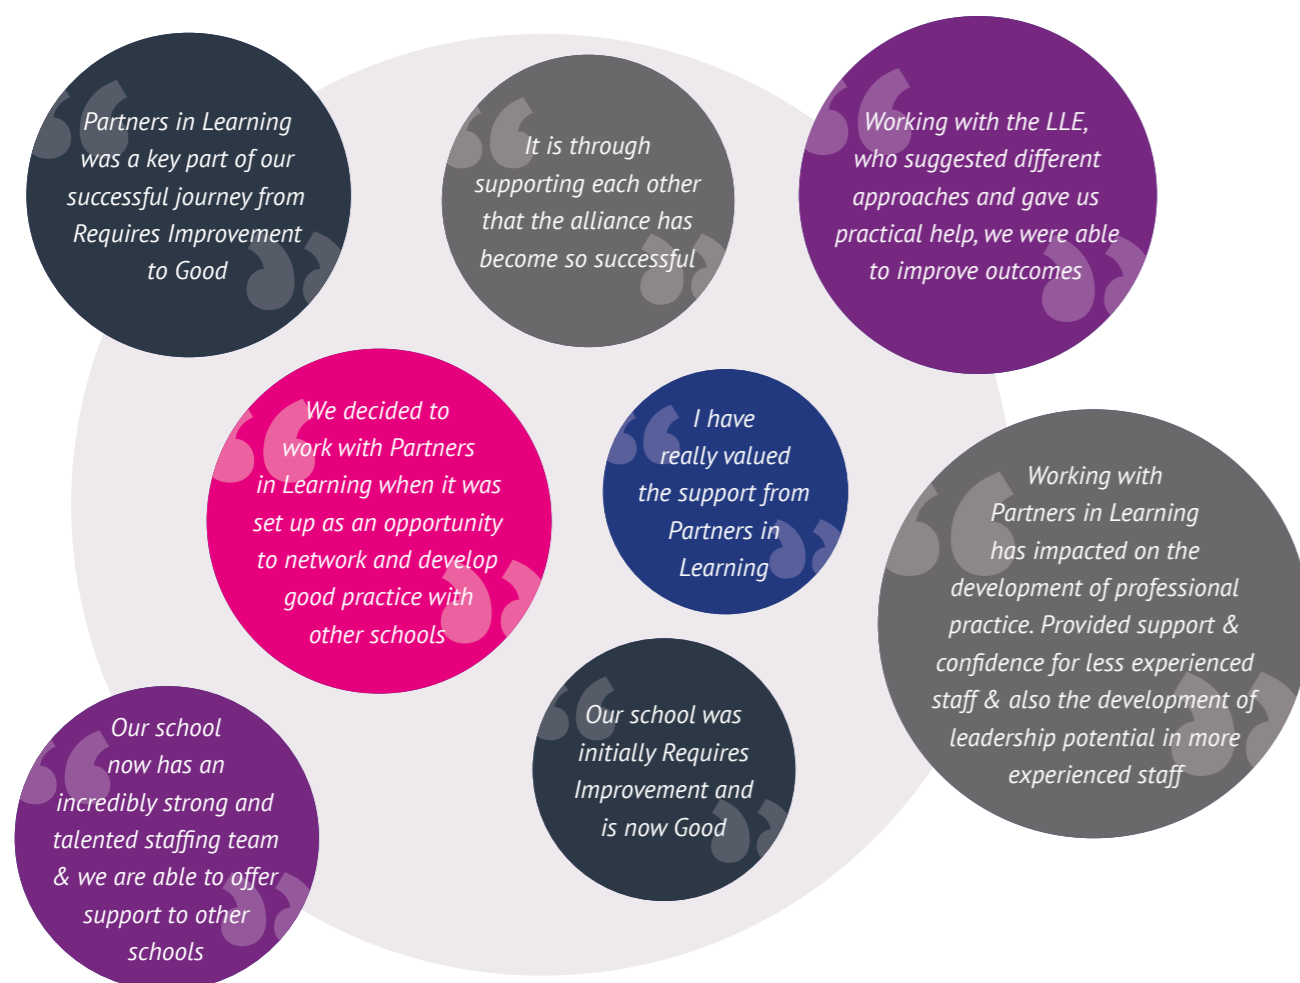 Partners in Learning
was a key part of our
successful journey from
Requires Improvement
to Good
It is through
supporting each other
that the alliance has
become so successful
Working with the LLE,
who suggested different
approaches and gave us
practical help, we were able
to improve outcomes
We decided to
work with Partners
in Learning when it was
set up as an opportunity
to network and develop
good practice with
other schools
I have
really valued
the support from
Partners in
Learning
Working with
Partners in Learning
has impacted on the
development of professional
practice. Provided support &
confidence for less experienced
staff & also the development of
leadership potential in more
experienced staff
Our school
now has an
incredibly strong and
talented staffing team
& we are able to offer
support to other
schools
Our school was
initially Requires
Improvement and
is now Good